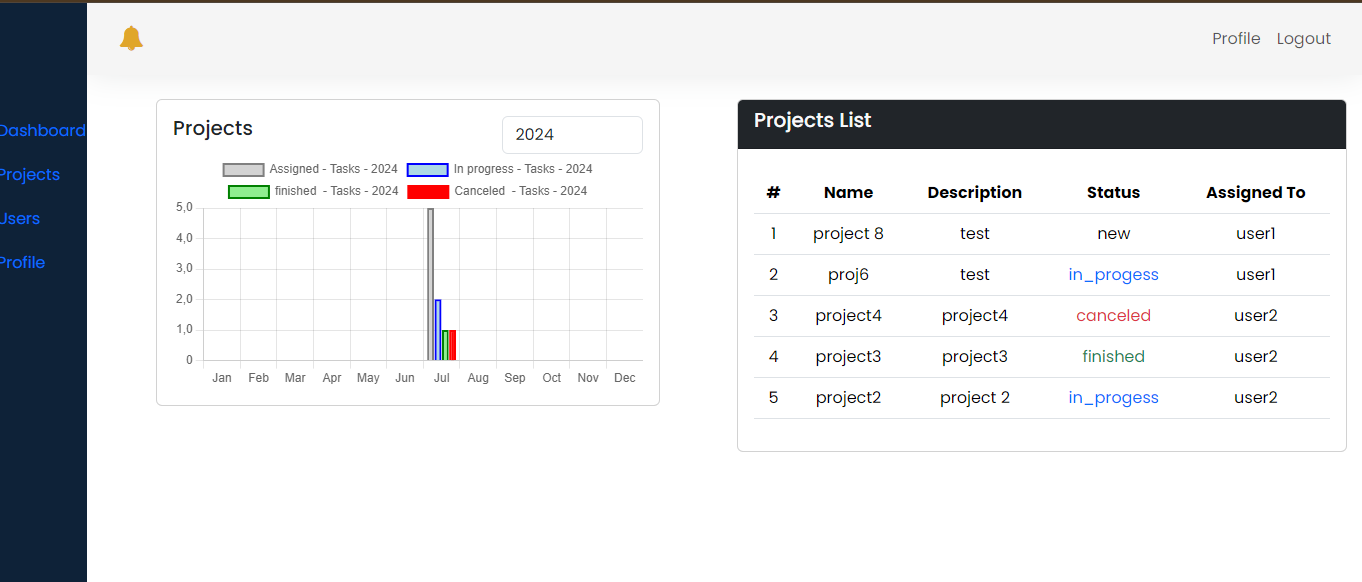 Profile Logout
Dashboard
Projects
Users
Profile
Projects
2024
Assigned - Tasks - 2024 In progress - Tasks - 2024
finished - Tasks - 2024 Canceled - Tasks - 2024
5,0
4,0
3,0
2,0
1,0
0
Jan Feb Mar Apr May Jun Jul Aug Sep Oct Nov Dec
Projects List
# Name Description Status Assigned To
1 project 8 test new user1
2 proj6 test in_progess user1
3 project4 project4 canceled user2
4 project3 project3 finished user2
5 project2 project 2 in_progess user2